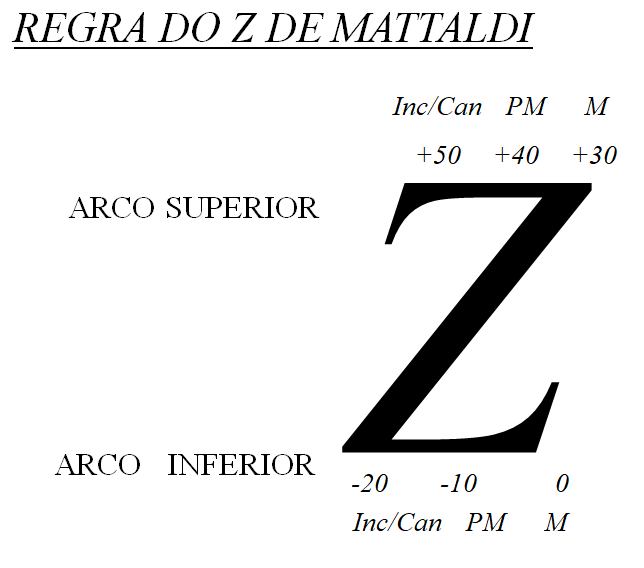 REGRA DO Z DE MATTALDI
Inc/Can PM M
+50 +40 +30
ARCO SUPERIOR
Z
ARCO INFERIOR
-20 -10 0
Inc/Can PM M